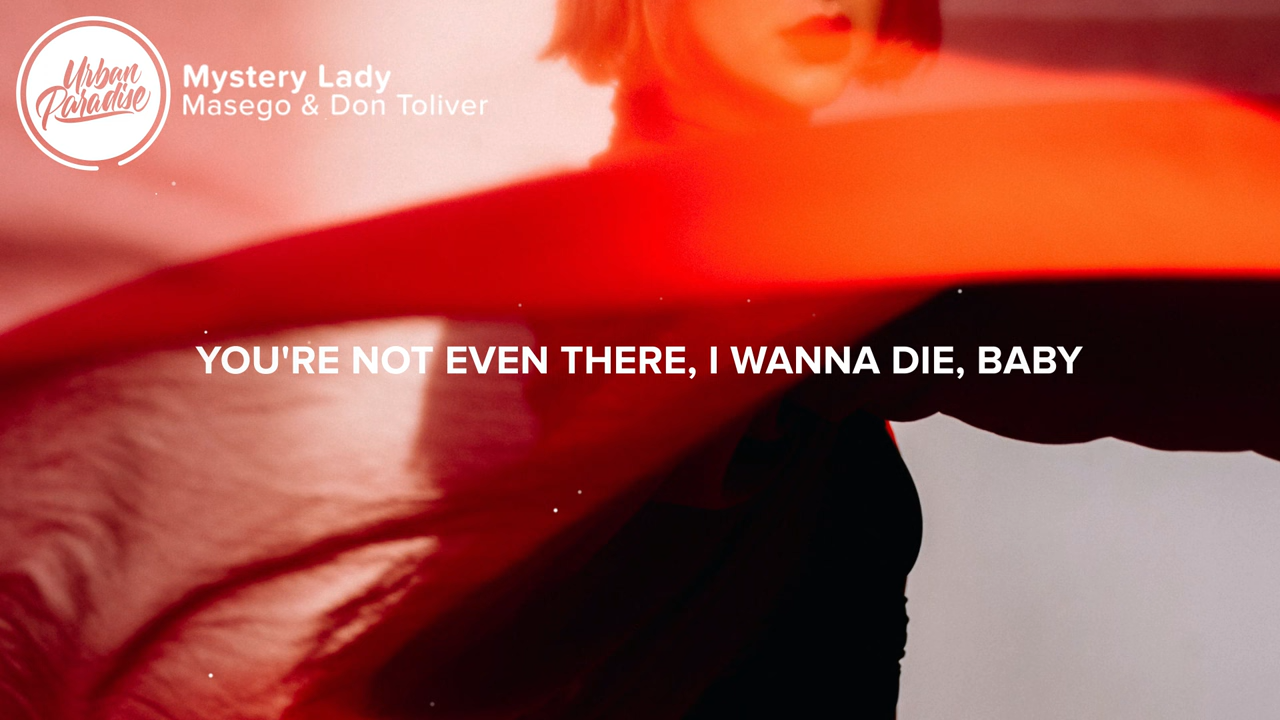 Urban
Paradise
Mystery Lady
Masego & Don Toliver
YOU'RE NOT EVEN THERE, I WANNA DIE, BABY